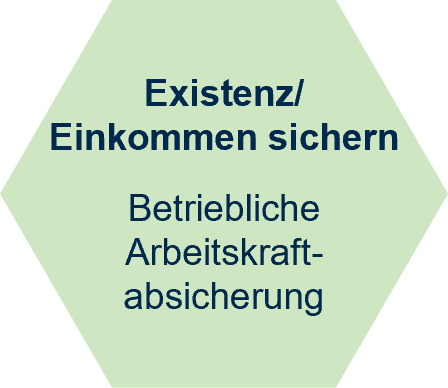 Existenz/
Einkommen sichern
Betriebliche
Arbeitskraft-
absicherung